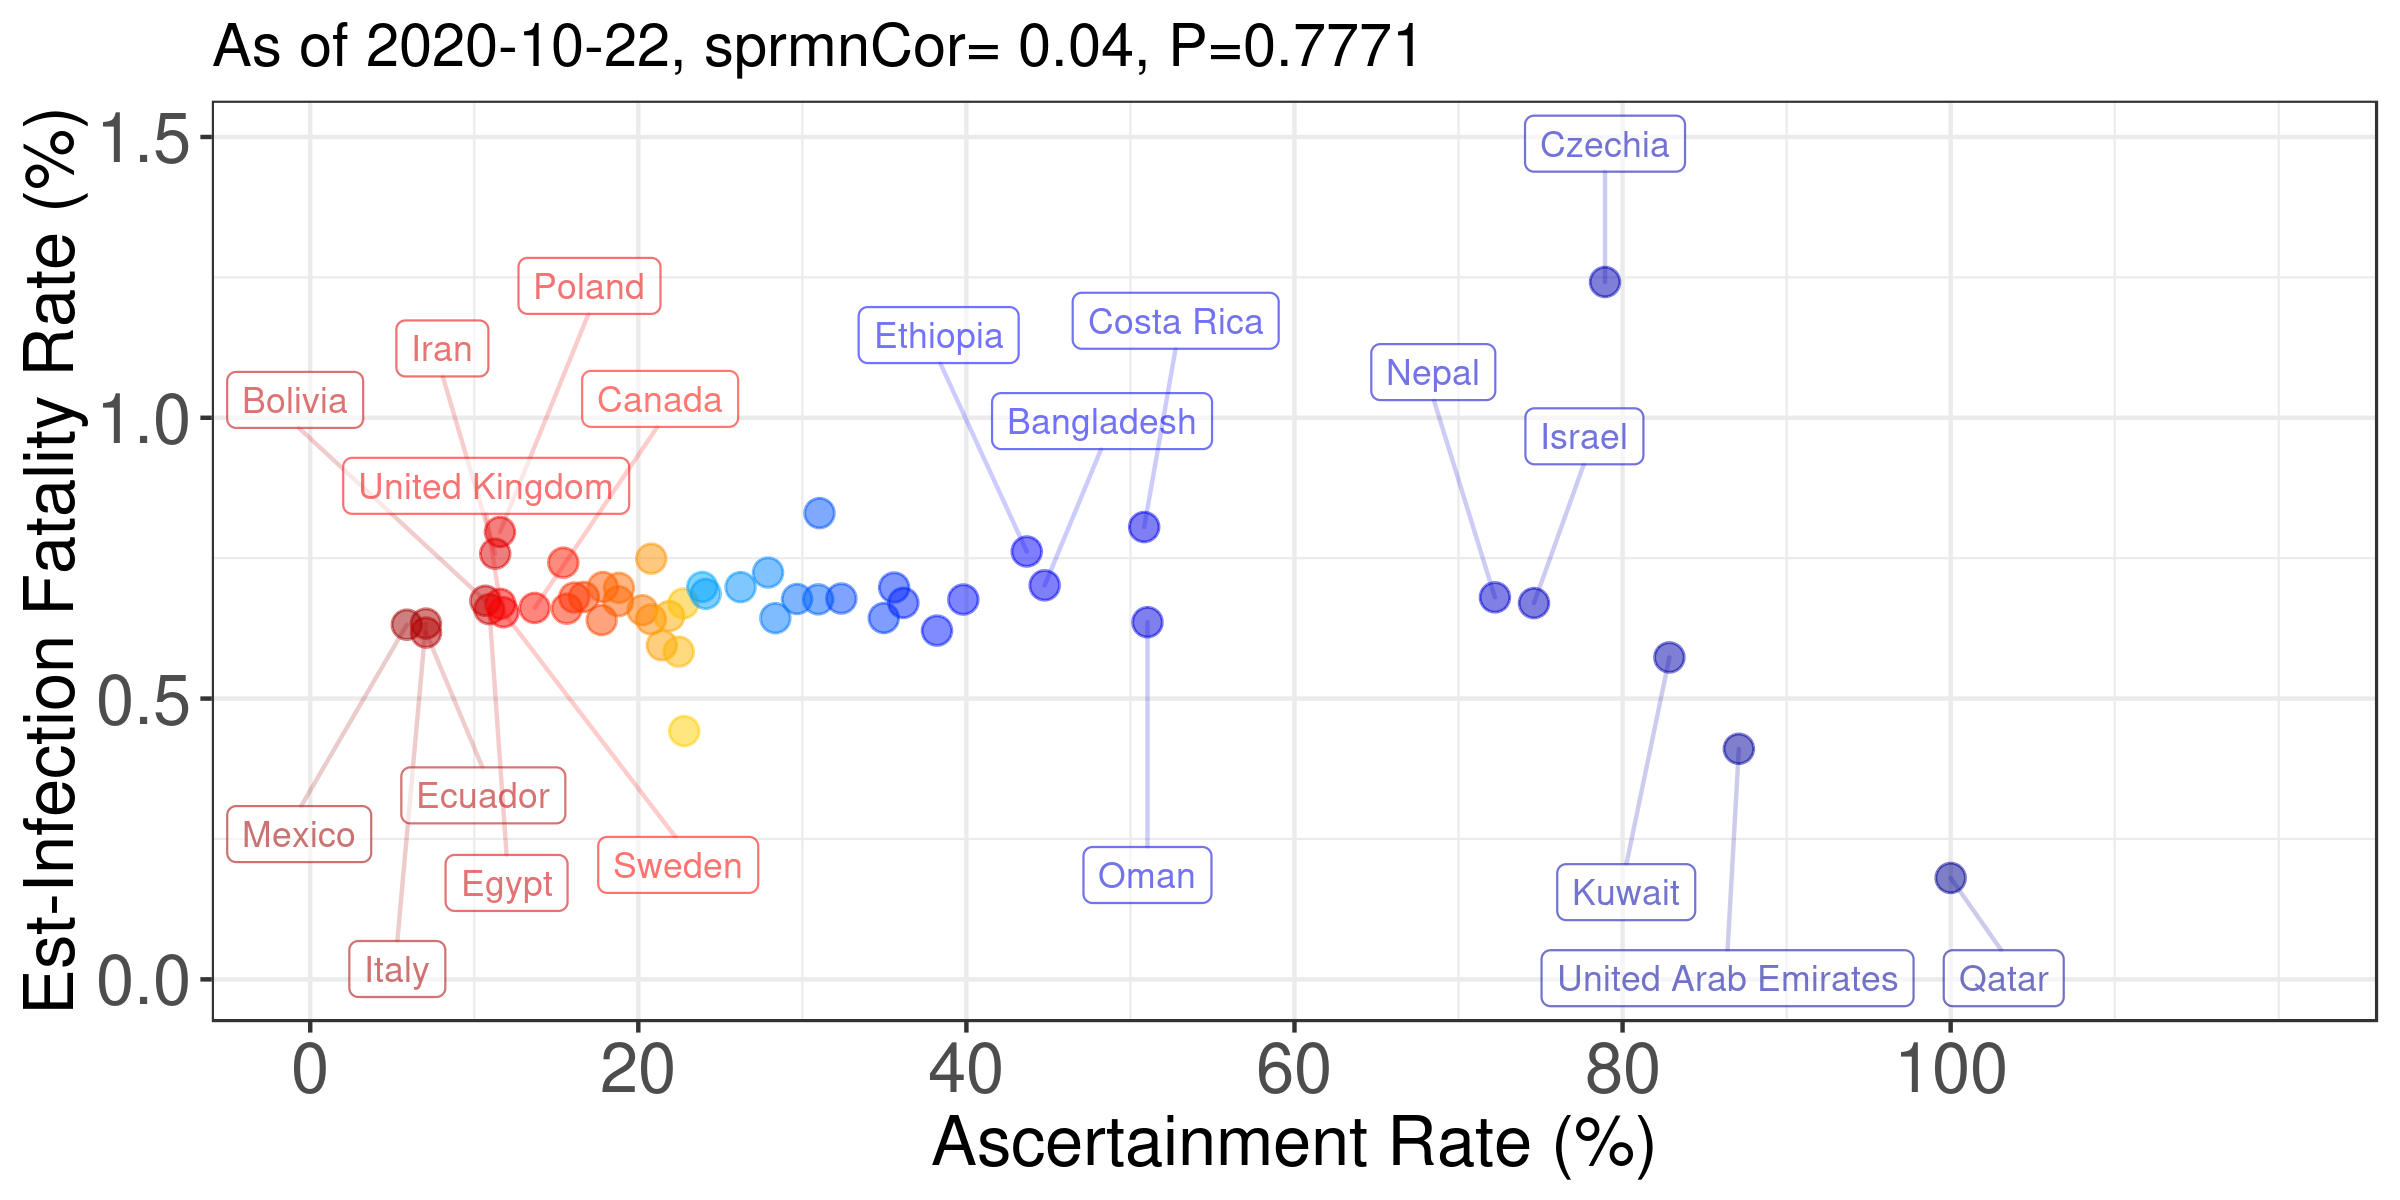 As of 2020-10-22, sprmnCor= 0.04, P=0.7771
Est-Infection Fatality Rate (%)
1.5
1.0
0.5
0.0
Czechia
Poland
Costa Rica
Ethiopia
Iran
Nepal
Bolivia
Canada
Bangladesh
Israel
United Kingdom
Ecuador
Mexico
Sweden
Egypt
Oman
Kuwait
Italy
United Arab Emirates
Qatar
0 20 40 60 80 100
Ascertainment Rate (%)